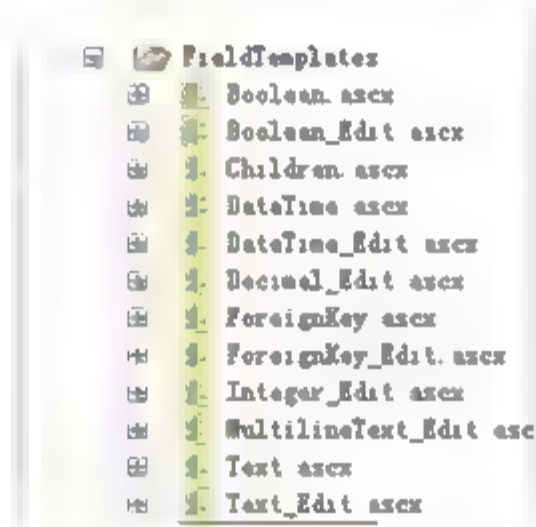 FieldTemplates
Boolean.ascx
Boolean_Edit.ascx
Children.ascx
DateTime.ascx
DateTime_Edit.ascx
Decimal_Edit.ascx
ForeignKey.ascx
ForeignKey_Edit.ascx
Integer_Edit.ascx
MultilineText_Edit.asc
Text.ascx
Text_Edit.ascx